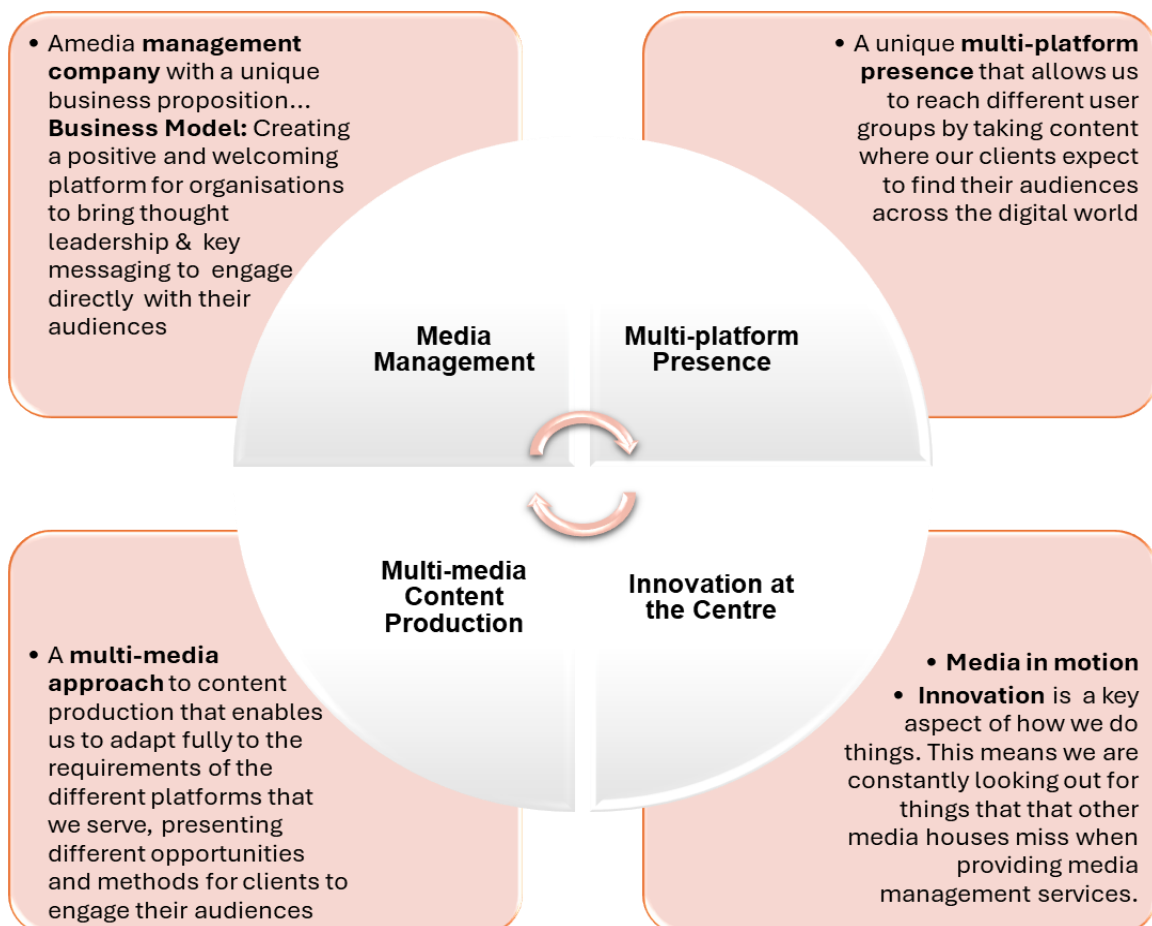 • Amedia management
company with a unique
business proposition...
Business Model: Creating
a positive and welcoming
platform for organisations
to bring thought
leadership & key
messaging to engage
directly with their
audiences
• A unique multi-platform
presence that allows us
to reach different user
groups by taking content
where our clients expect
to find their audiences
across the digital world
Media
Management
Multi-platform
Presence
Multi-media
Content
Production
Innovation at
the Centre
• A multi-media
approach to content
production that enables
us to adapt fully to the
requirements of the
different platforms that
we serve, presenting
different opportunities
and methods for clients to
engage their audiences
• Media in motion
• Innovation is a key
aspect of how we do
things. This means we are
constantly looking out for
things that that other
media houses miss when
providing media
management services.